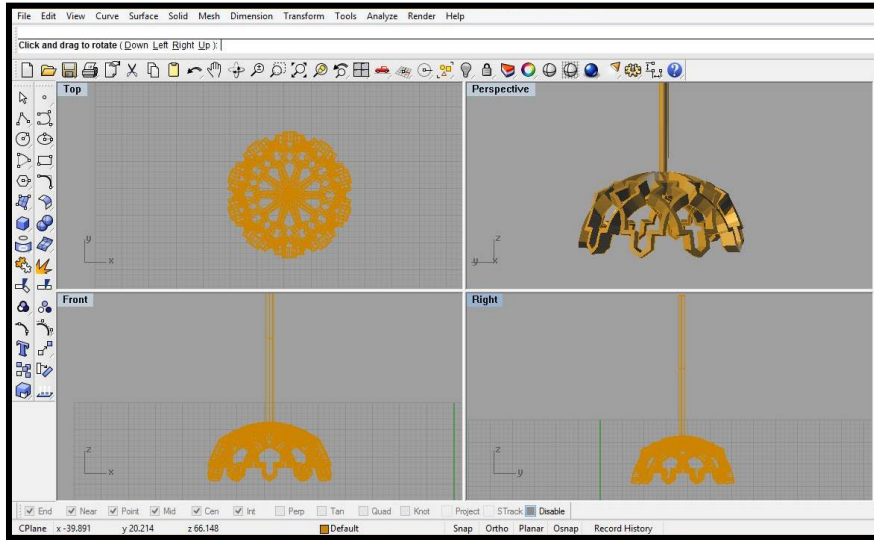 File Edit View Curve Surface Solid Mesh Dimension Transform Tools Analyze Render Help
Click and drag to rotate ( Down Left Right Up ):
Top
Perspective
y
x
z
y x
Front
Right
z
x
z
y
End Near Point Mid Cen Int Perp Tan Quad Knot Project STrack Disable
CPlane x -39.891 y 20.214 z 66.148 Default Snap Ortho Planar Osnap Record History